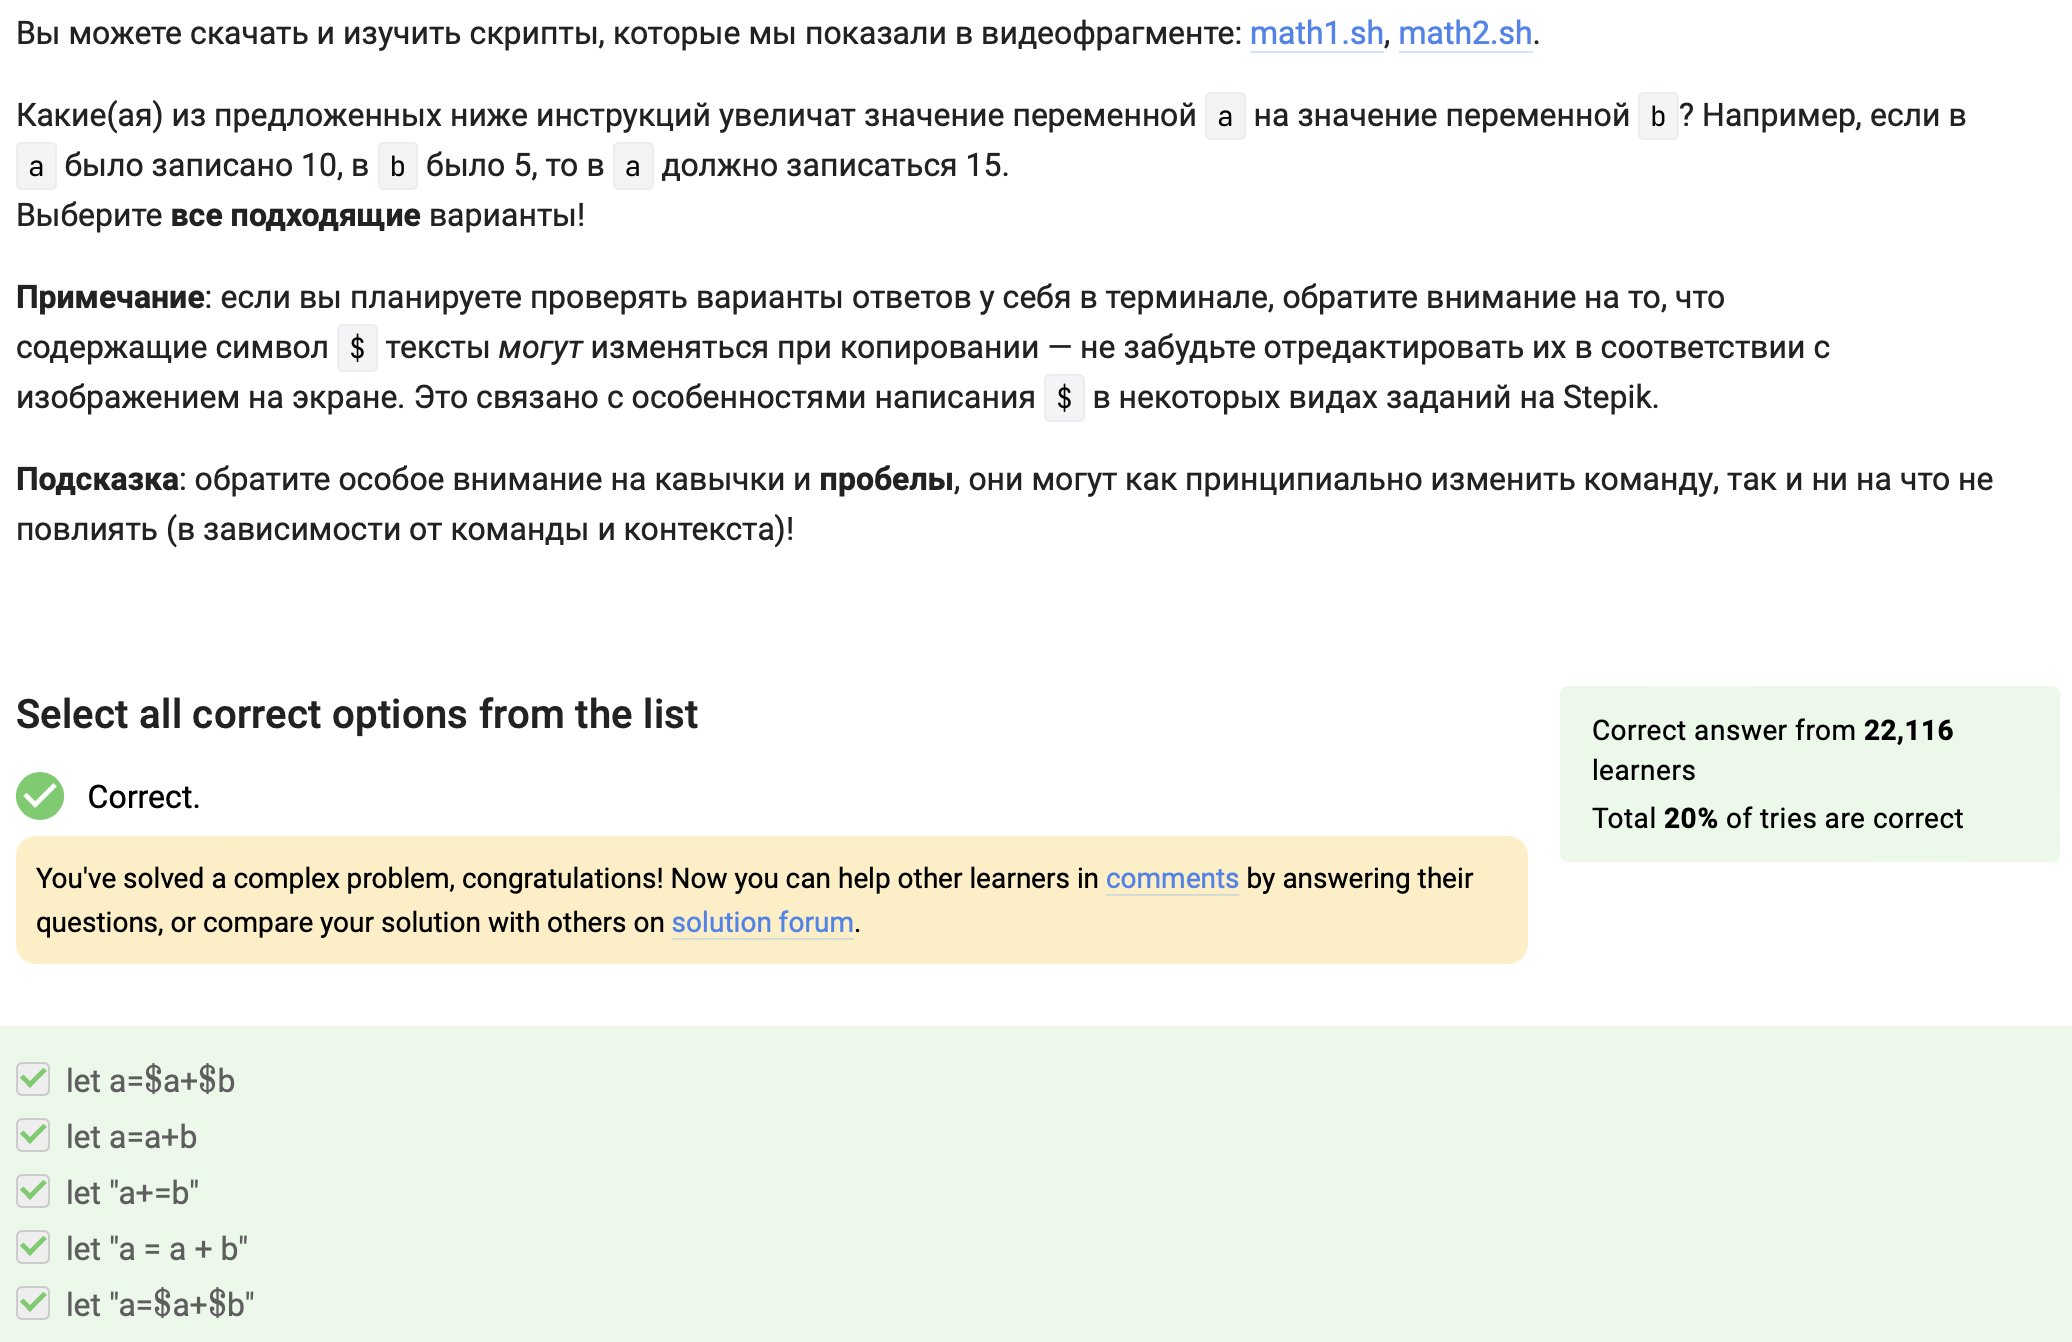 Вы можете скачать и изучить скрипты, которые мы показали в видеофрагменте: math1.sh, math2.sh.
Какие(ая) из предложенных ниже инструкций увеличат значение переменной a на значение переменной b? Например, если в
a было записано 10, в b было 5, то в a должно записаться 15.
Выберите все подходящие варианты!
Примечание: если вы планируете проверять варианты ответов у себя в терминале, обратите внимание на то, что
содержащие символ $ тексты могут изменяться при копировании — не забудьте отредактировать их в соответствии с
изображением на экране. Это связано с особенностями написания $ в некоторых видах заданий на Stepik.
Подсказка: обратите особое внимание на кавычки и пробелы, они могут как принципиально изменить команду, так и ни на что не
повлиять (в зависимости от команды и контекста)!
Select all correct options from the list
Correct.
You've solved a complex problem, congratulations! Now you can help other learners in comments by answering their
questions, or compare your solution with others on solution forum.
Correct answer from 22,116
learners
Total 20% of tries are correct
let a=$a+$b
let a=a+b
let "a+=b"
let "a = a + b"
let "a=$a+$b"